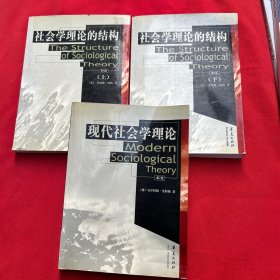 社会学理论的结构
The Structure
of Sociological
Theory
(上)
社会学理论的结构
The Structure
of Sociological
Theory
(下)
现代社会学理论
Modern
Sociological
Theory